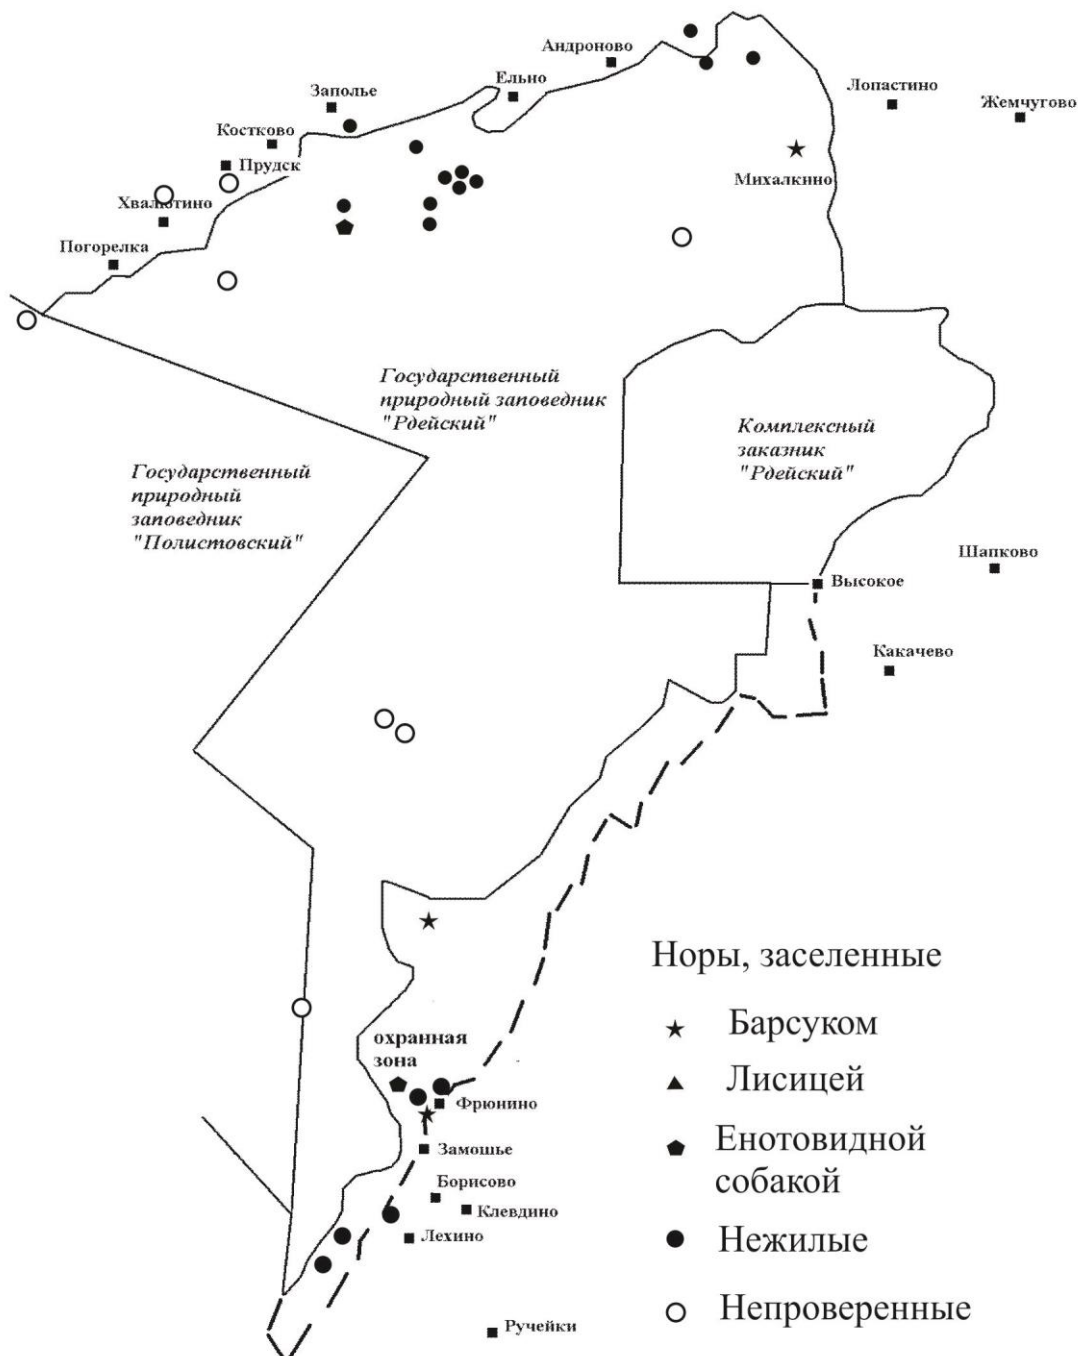 Андроново
Ельно
Лопастино
Заполье
Жемчугово
Костково
Прудск
Михалкино
Хвалютино
Погорелка
Государственный
природный заповедник
"Рдейский"
Комплексный
заказник
"Рдейский"
Государственный
природный
заповедник
"Полистовский"
Шапково
Высокое
Какачево
Норы, заселенные
Барсуком
охранная
зона
Лисицей
Фрюнино
Енотовидной
собакой
Замошье
Борисово
Клевдино
Лехино
Нежилые
Непроверенные
Ручейки